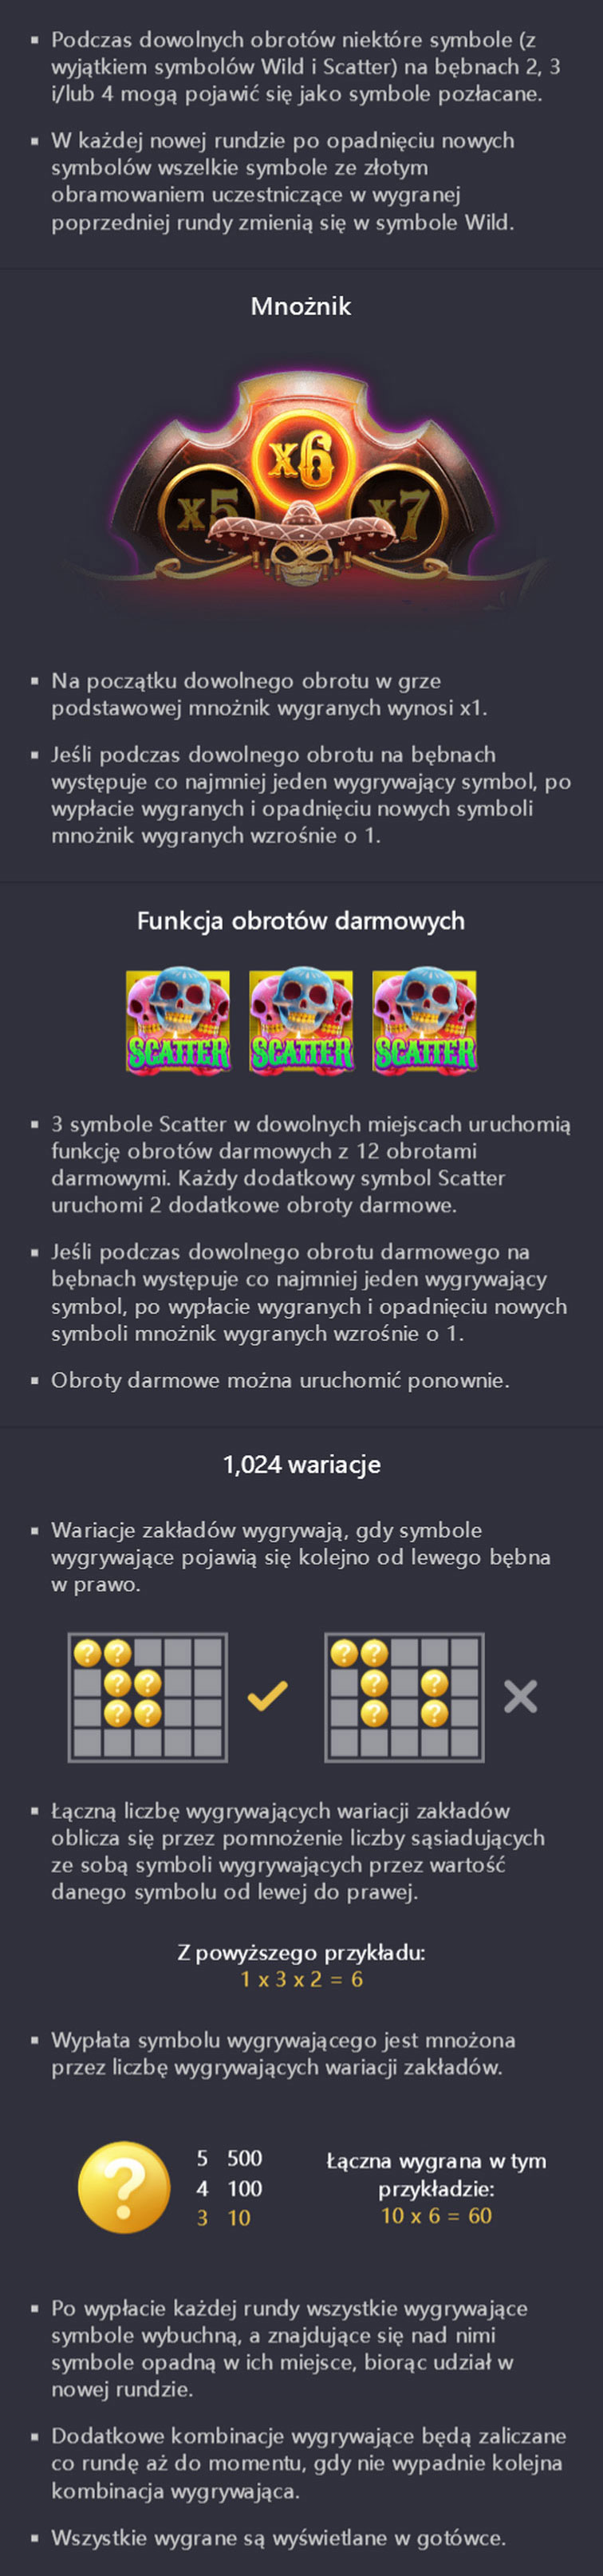 ▪ Podczas dowolnych obrotów niektóre symbole (z
wyjątkiem symbolów Wild i Scatter) na bębnach 2, 3
i/lub 4 mogą pojawić się jako symbole pozłacane.
▪ W każdej nowej rundzie po opadnięciu nowych
symbolów wszelkie symbole ze złotym
obramowaniem uczestniczące w wygranej
poprzedniej rundy zmienią się w symbole Wild.
Mnożnik
x5 x6 x7
▪ Na początku dowolnego obrotu w grze
podstawowej mnożnik wygranych wynosi x1.
▪ Jeśli podczas dowolnego obrotu na bębnach
występuje co najmniej jeden wygrywający symbol, po
wypłacie wygranych i opadnięciu nowych symboli
mnożnik wygranych wzrośnie o 1.
Funkcja obrotów darmowych
SCATTER SCATTER SCATTER
▪ 3 symbole Scatter w dowolnych miejscach uruchomią
funkcję obrotów darmowych z 12 obrotami
darmowymi. Każdy dodatkowy symbol Scatter
uruchomi 2 dodatkowe obroty darmowe.
▪ Jeśli podczas dowolnego obrotu darmowego na
bębnach występuje co najmniej jeden wygrywający
symbol, po wypłacie wygranych i opadnięciu nowych
symboli mnożnik wygranych wzrośnie o 1.
▪ Obroty darmowe można uruchomić ponownie.
1,024 wariacje
▪ Wariacje zakładów wygrywają, gdy symbole
wygrywające pojawią się kolejno od lewego bębna
w prawo.
? ? ? ?
? ? ? ?
? ? ? ?
▪ Łączną liczbę wygrywających wariacji zakładów
oblicza się przez pomnożenie liczby sąsiadujących
ze sobą symboli wygrywających przez wartość
danego symbolu od lewej do prawej.
Z powyższego przykładu:
1 x 3 x 2 = 6
▪ Wypłata symbolu wygrywającego jest mnożona
przez liczbę wygrywających wariacji zakładów.
?
5 500
4 100
3 10
Łączna wygrana w tym
przykładzie:
10 x 6 = 60
▪ Po wypłacie każdej rundy wszystkie wygrywające
symbole wybuchną, a znajdujące się nad nimi
symbole opadną w ich miejsce, biorąc udział w
nowej rundzie.
▪ Dodatkowe kombinacje wygrywające będą zaliczane
co rundę aż do momentu, gdy nie wypadnie kolejna
kombinacja wygrywająca.
▪ Wszystkie wygrane są wyświetlane w gotówce.